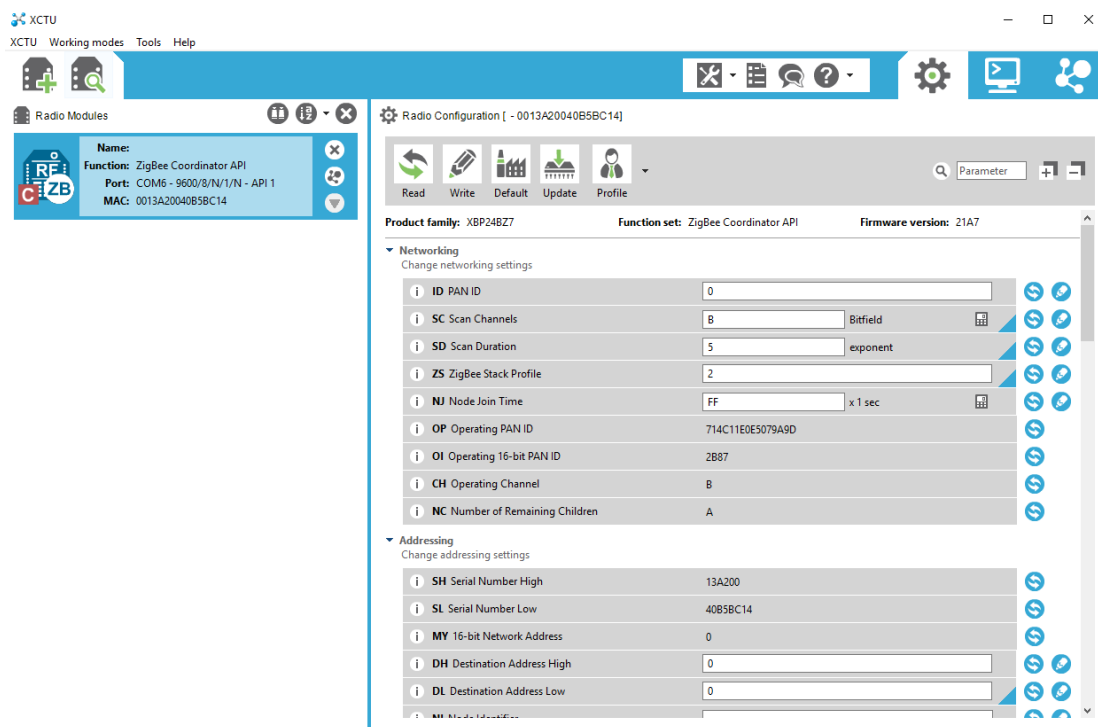 XCTU
XCTU Working modes Tools Help
Radio Modules
Name:
Function: ZigBee Coordinator API
Port: COM6 - 9600/8/N/1/N - API 1
MAC: 0013A20040B5BC14
RF
C ZB
Radio Configuration [ - 0013A20040B5BC14]
Read Write Default Update Profile
Parameter
Product family: XBP24BZ7 Function set: ZigBee Coordinator API Firmware version: 21A7
Networking
Change networking settings
i ID PAN ID 0
i SC Scan Channels B Bitfield
i SD Scan Duration 5 exponent
i ZS ZigBee Stack Profile 2
i NJ Node Join Time FF x 1 sec
i OP Operating PAN ID 714C11E0E5079A9D
i OI Operating 16-bit PAN ID 2B87
i CH Operating Channel B
i NC Number of Remaining Children A
Addressing
Change addressing settings
i SH Serial Number High 13A200
i SL Serial Number Low 40B5BC14
i MY 16-bit Network Address 0
i DH Destination Address High 0
i DL Destination Address Low 0
i NI Node Identifier